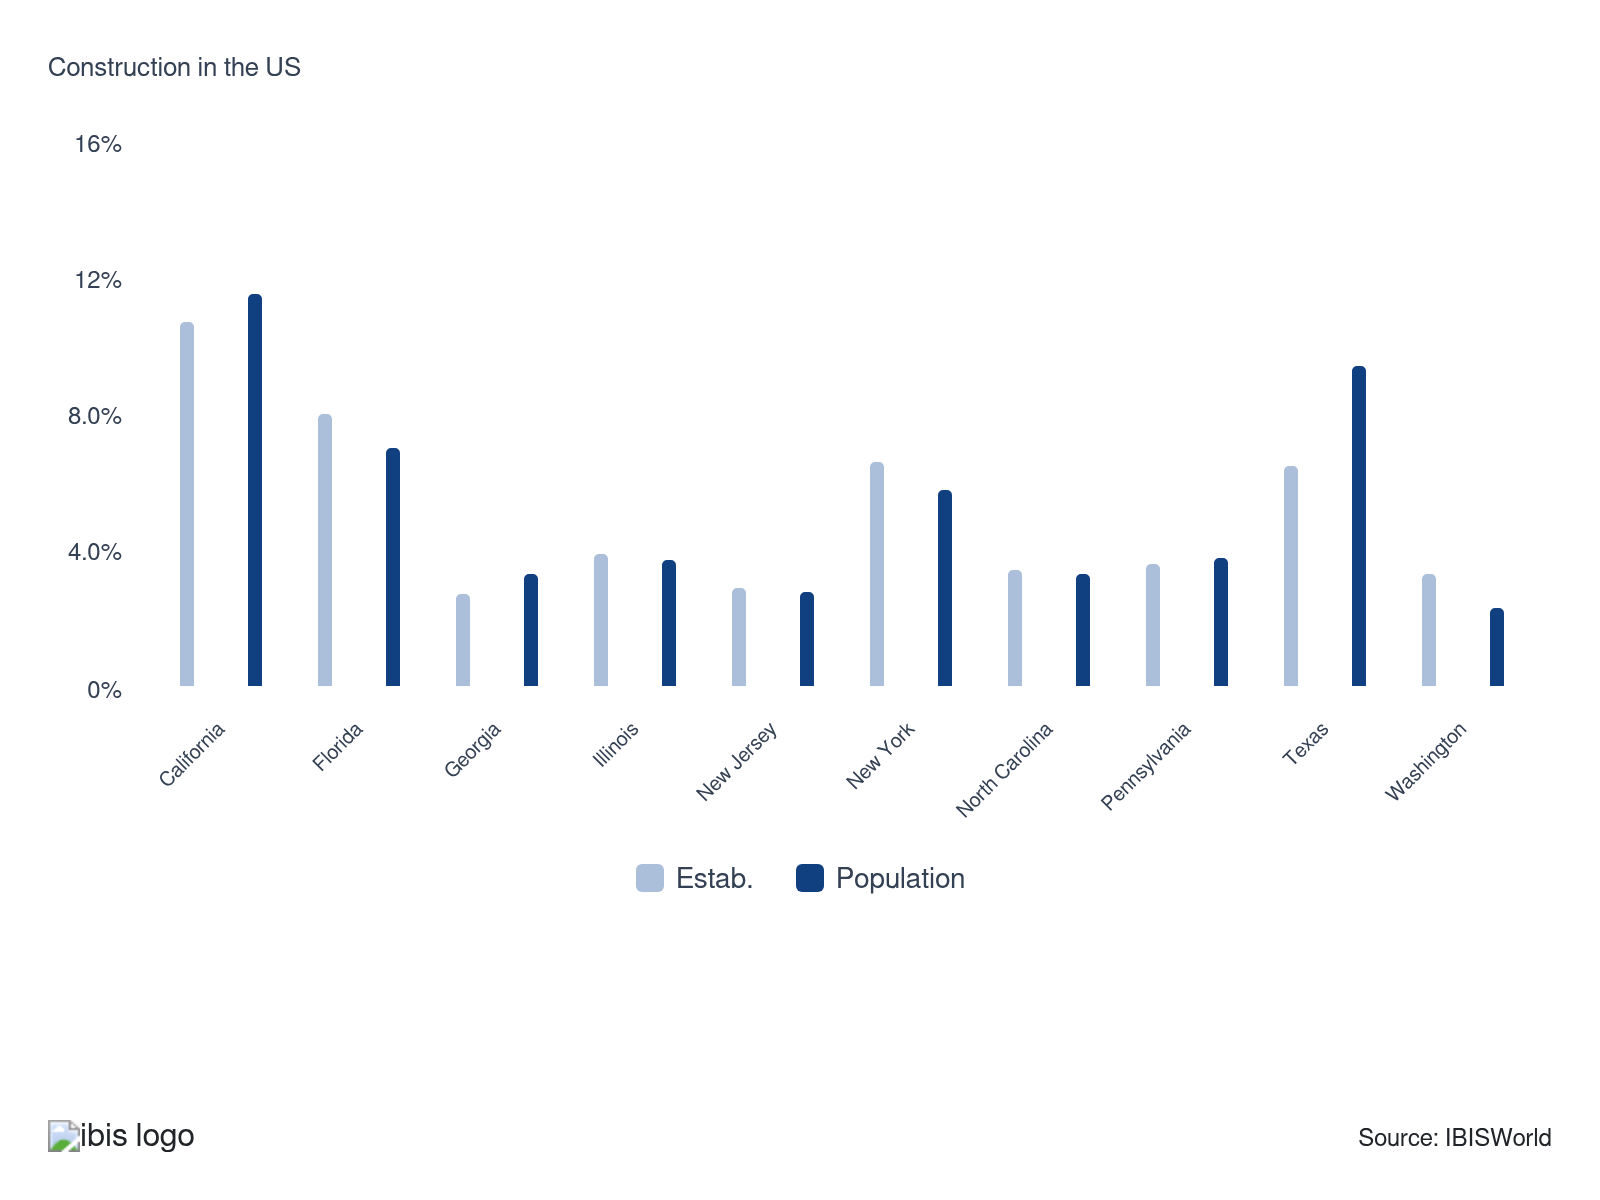 Construction in the US
16%
12%
8.0%
4.0%
0%
California
Florida
Georgia
Illinois
New Jersey
New York
North Carolina
Pennsylvania
Texas
Washington
Estab.
Population
ibis logo
Source: IBISWorld